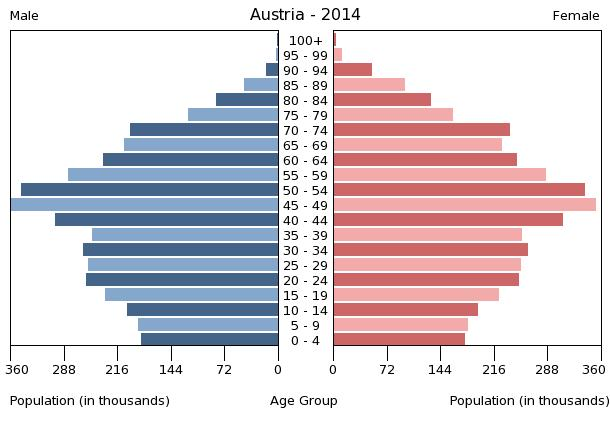 Austria - 2014
Male
Female
100+
95 - 99
90 - 94
85 - 89
80 - 84
75 - 79
70 - 74
65 - 69
60 - 64
55 - 59
50 - 54
45 - 49
40 - 44
35 - 39
30 - 34
25 - 29
20 - 24
15 - 19
10 - 14
5 - 9
0 - 4
360 288 216 144 72 0 0 72 144 216 288 360
Population (in thousands) Age Group Population (in thousands)